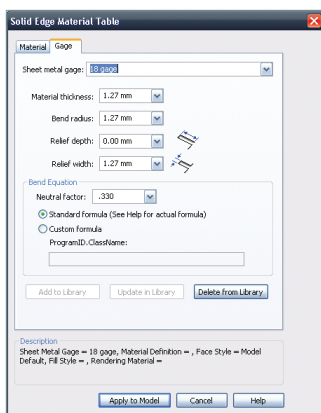 Solid Edge Material Table
Material Gage
Sheet metal gage: 18 gage
Material thickness: 1.27 mm
Bend radius: 1.27 mm
Relief depth: 0.00 mm
Relief width: 1.27 mm
Bend Equation
Neutral factor: .330
Standard formula (See Help for actual formula)
Custom formula
ProgramID.ClassName:
Add to Library Update in Library Delete from Library
Description
Sheet Metal Gage = 18 gage, Material Definition = , Face Style = Model
Default, Fill Style = , Rendering Material =
Apply to Model Cancel Help